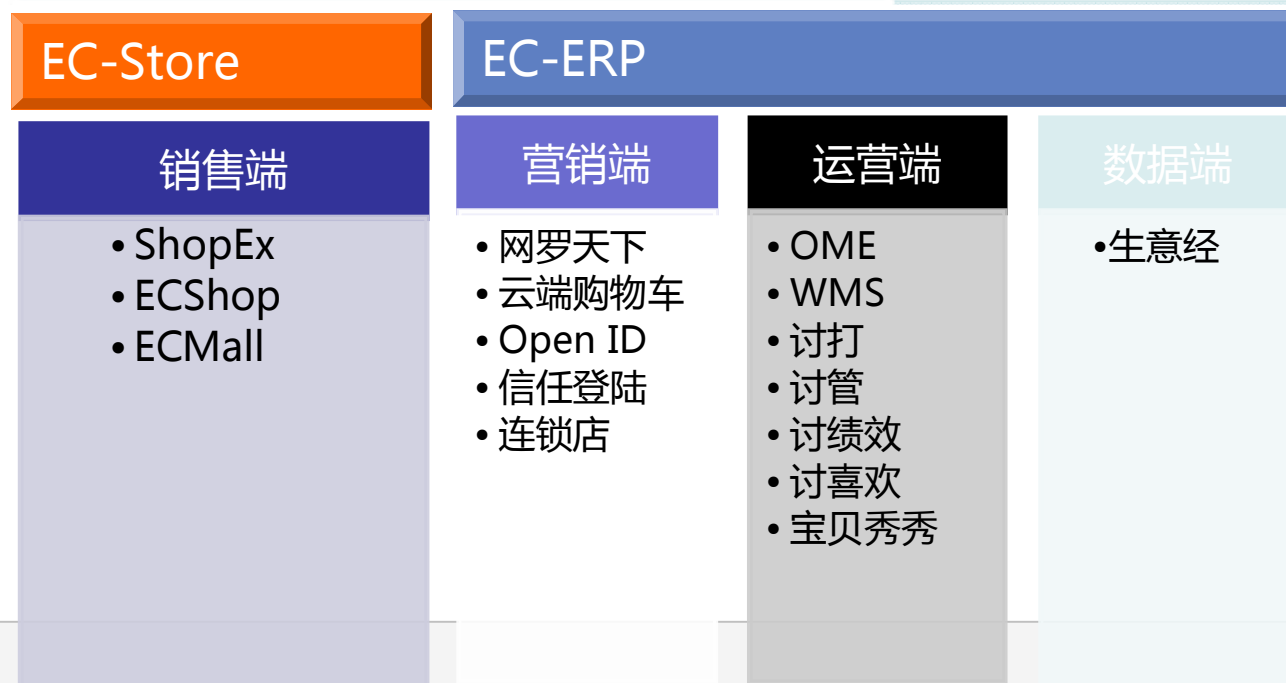 EC-Store
EC-ERP
销售端
• ShopEx
• ECShop
• ECMall
营销端
• 网罗天下
• 云端购物车
• Open ID
• 信任登陆
• 连锁店
运营端
• OME
• WMS
• 讨打
• 讨管
• 讨绩效
• 讨喜欢
• 宝贝秀秀
数据端
•生意经